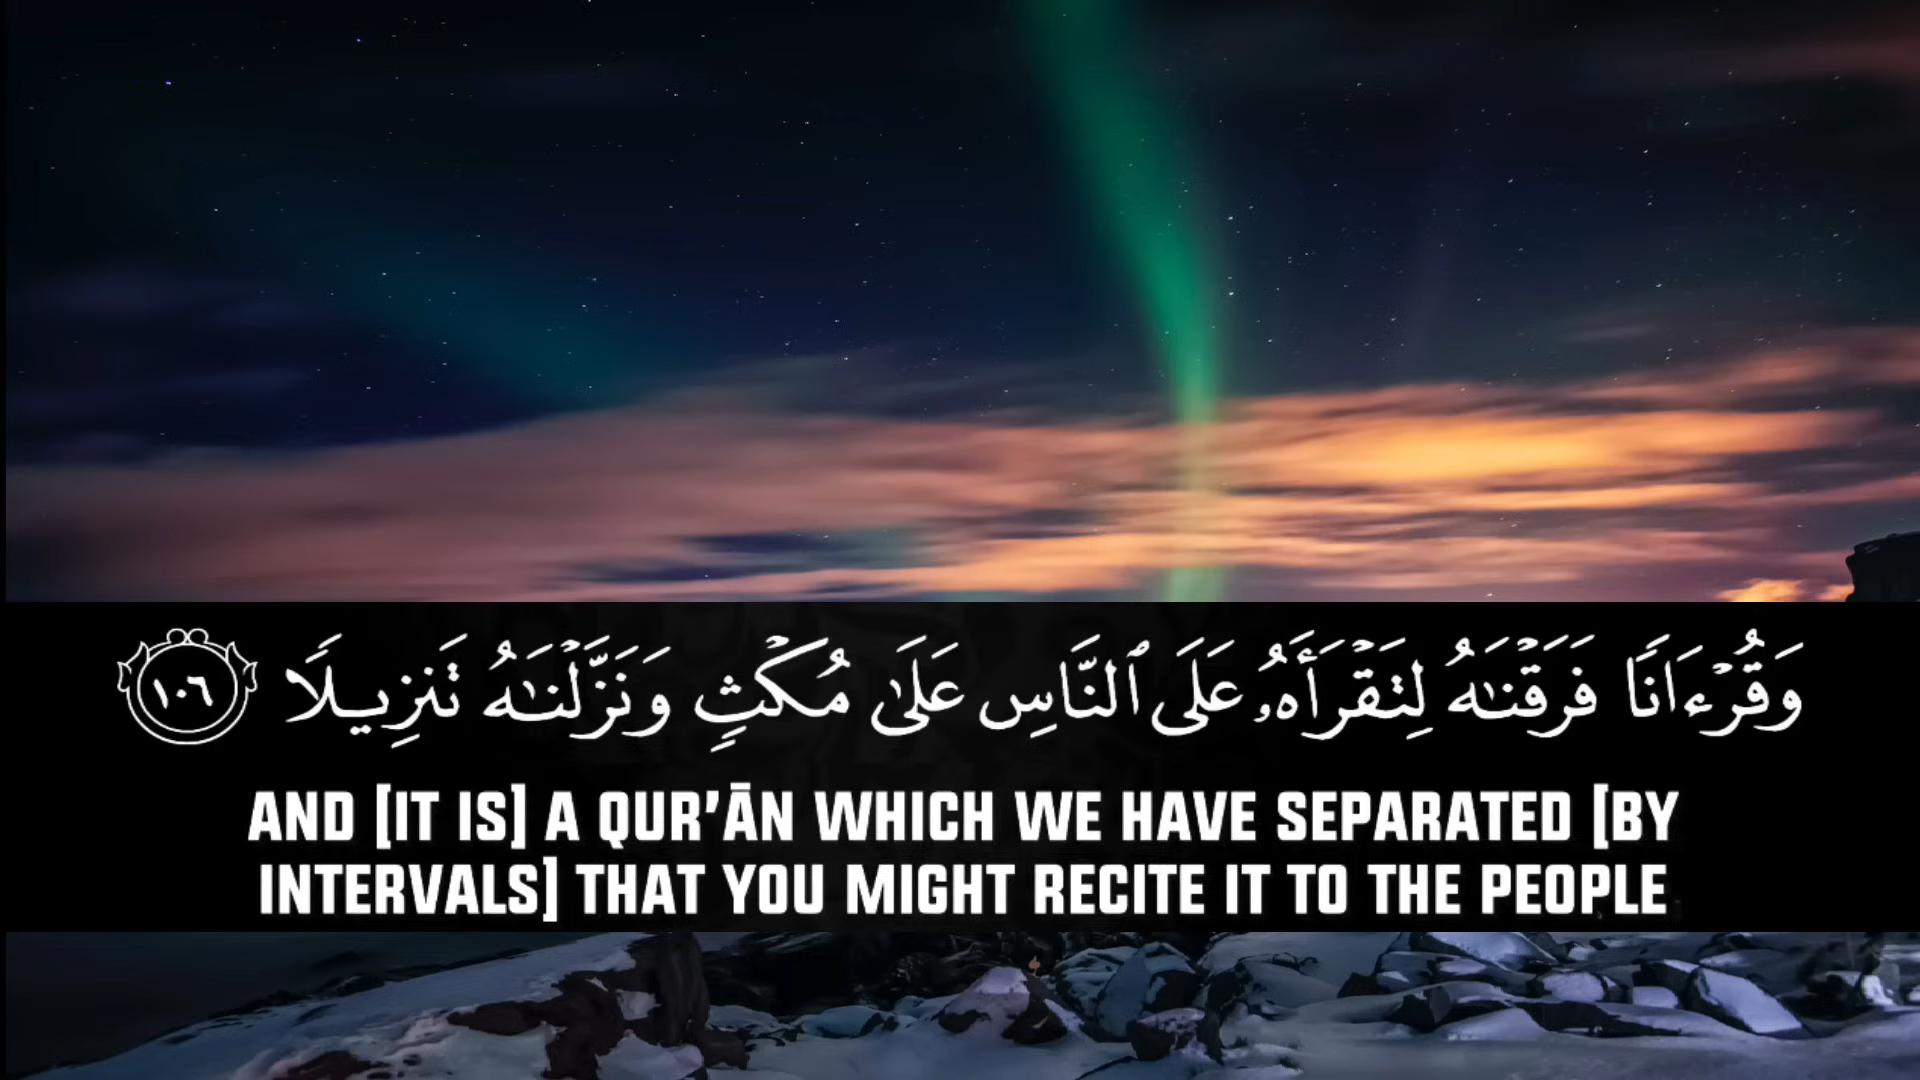 وَقُرْءَانًا فَرَقْنَٰهُ لِتَقْرَأَهُۥ عَلَى ٱلنَّاسِ عَلَىٰ مُكْثٍ وَنَزَّلْنَٰهُ تَنزِيلًا ١٠٦
AND [IT IS] A QUR'ĀN WHICH WE HAVE SEPARATED [BY
INTERVALS] THAT YOU MIGHT RECITE IT TO THE PEOPLE